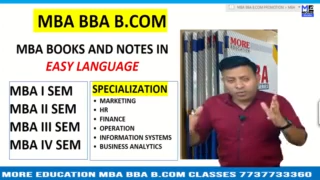 MBA BBA B.COM
MBA BOOKS AND NOTES IN
EASY LANGUAGE
MBA I SEM
MBA II SEM
MBA III SEM
MBA IV SEM
SPECIALIZATION
• MARKETING
• HR
• FINANCE
• OPERATION
• INFORMATION SYSTEMS
• BUSINESS ANALYTICS
MORE
MORE EDUCATION MBA BBA B.COM CLASSES 7737733360